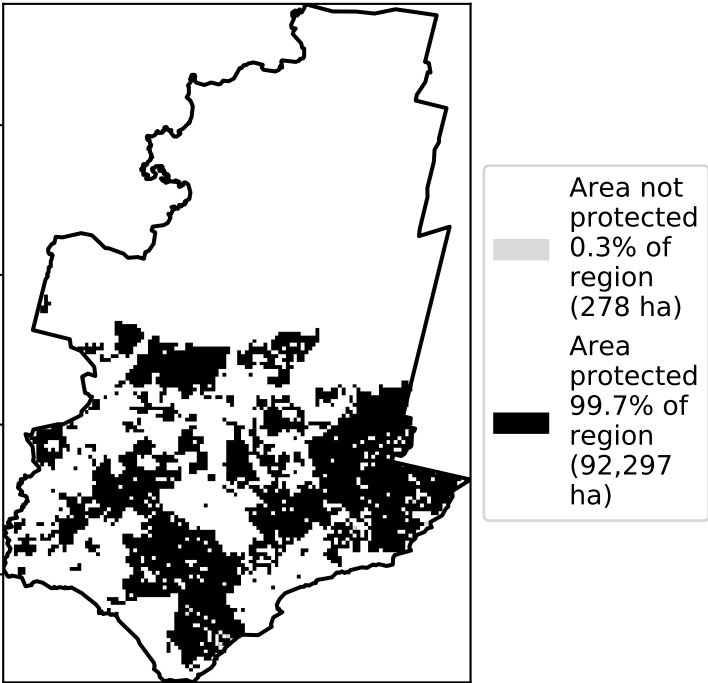 Area not
protected
0.3% of
region
(278 ha)
Area
protected
99.7% of
region
(92,297
ha)